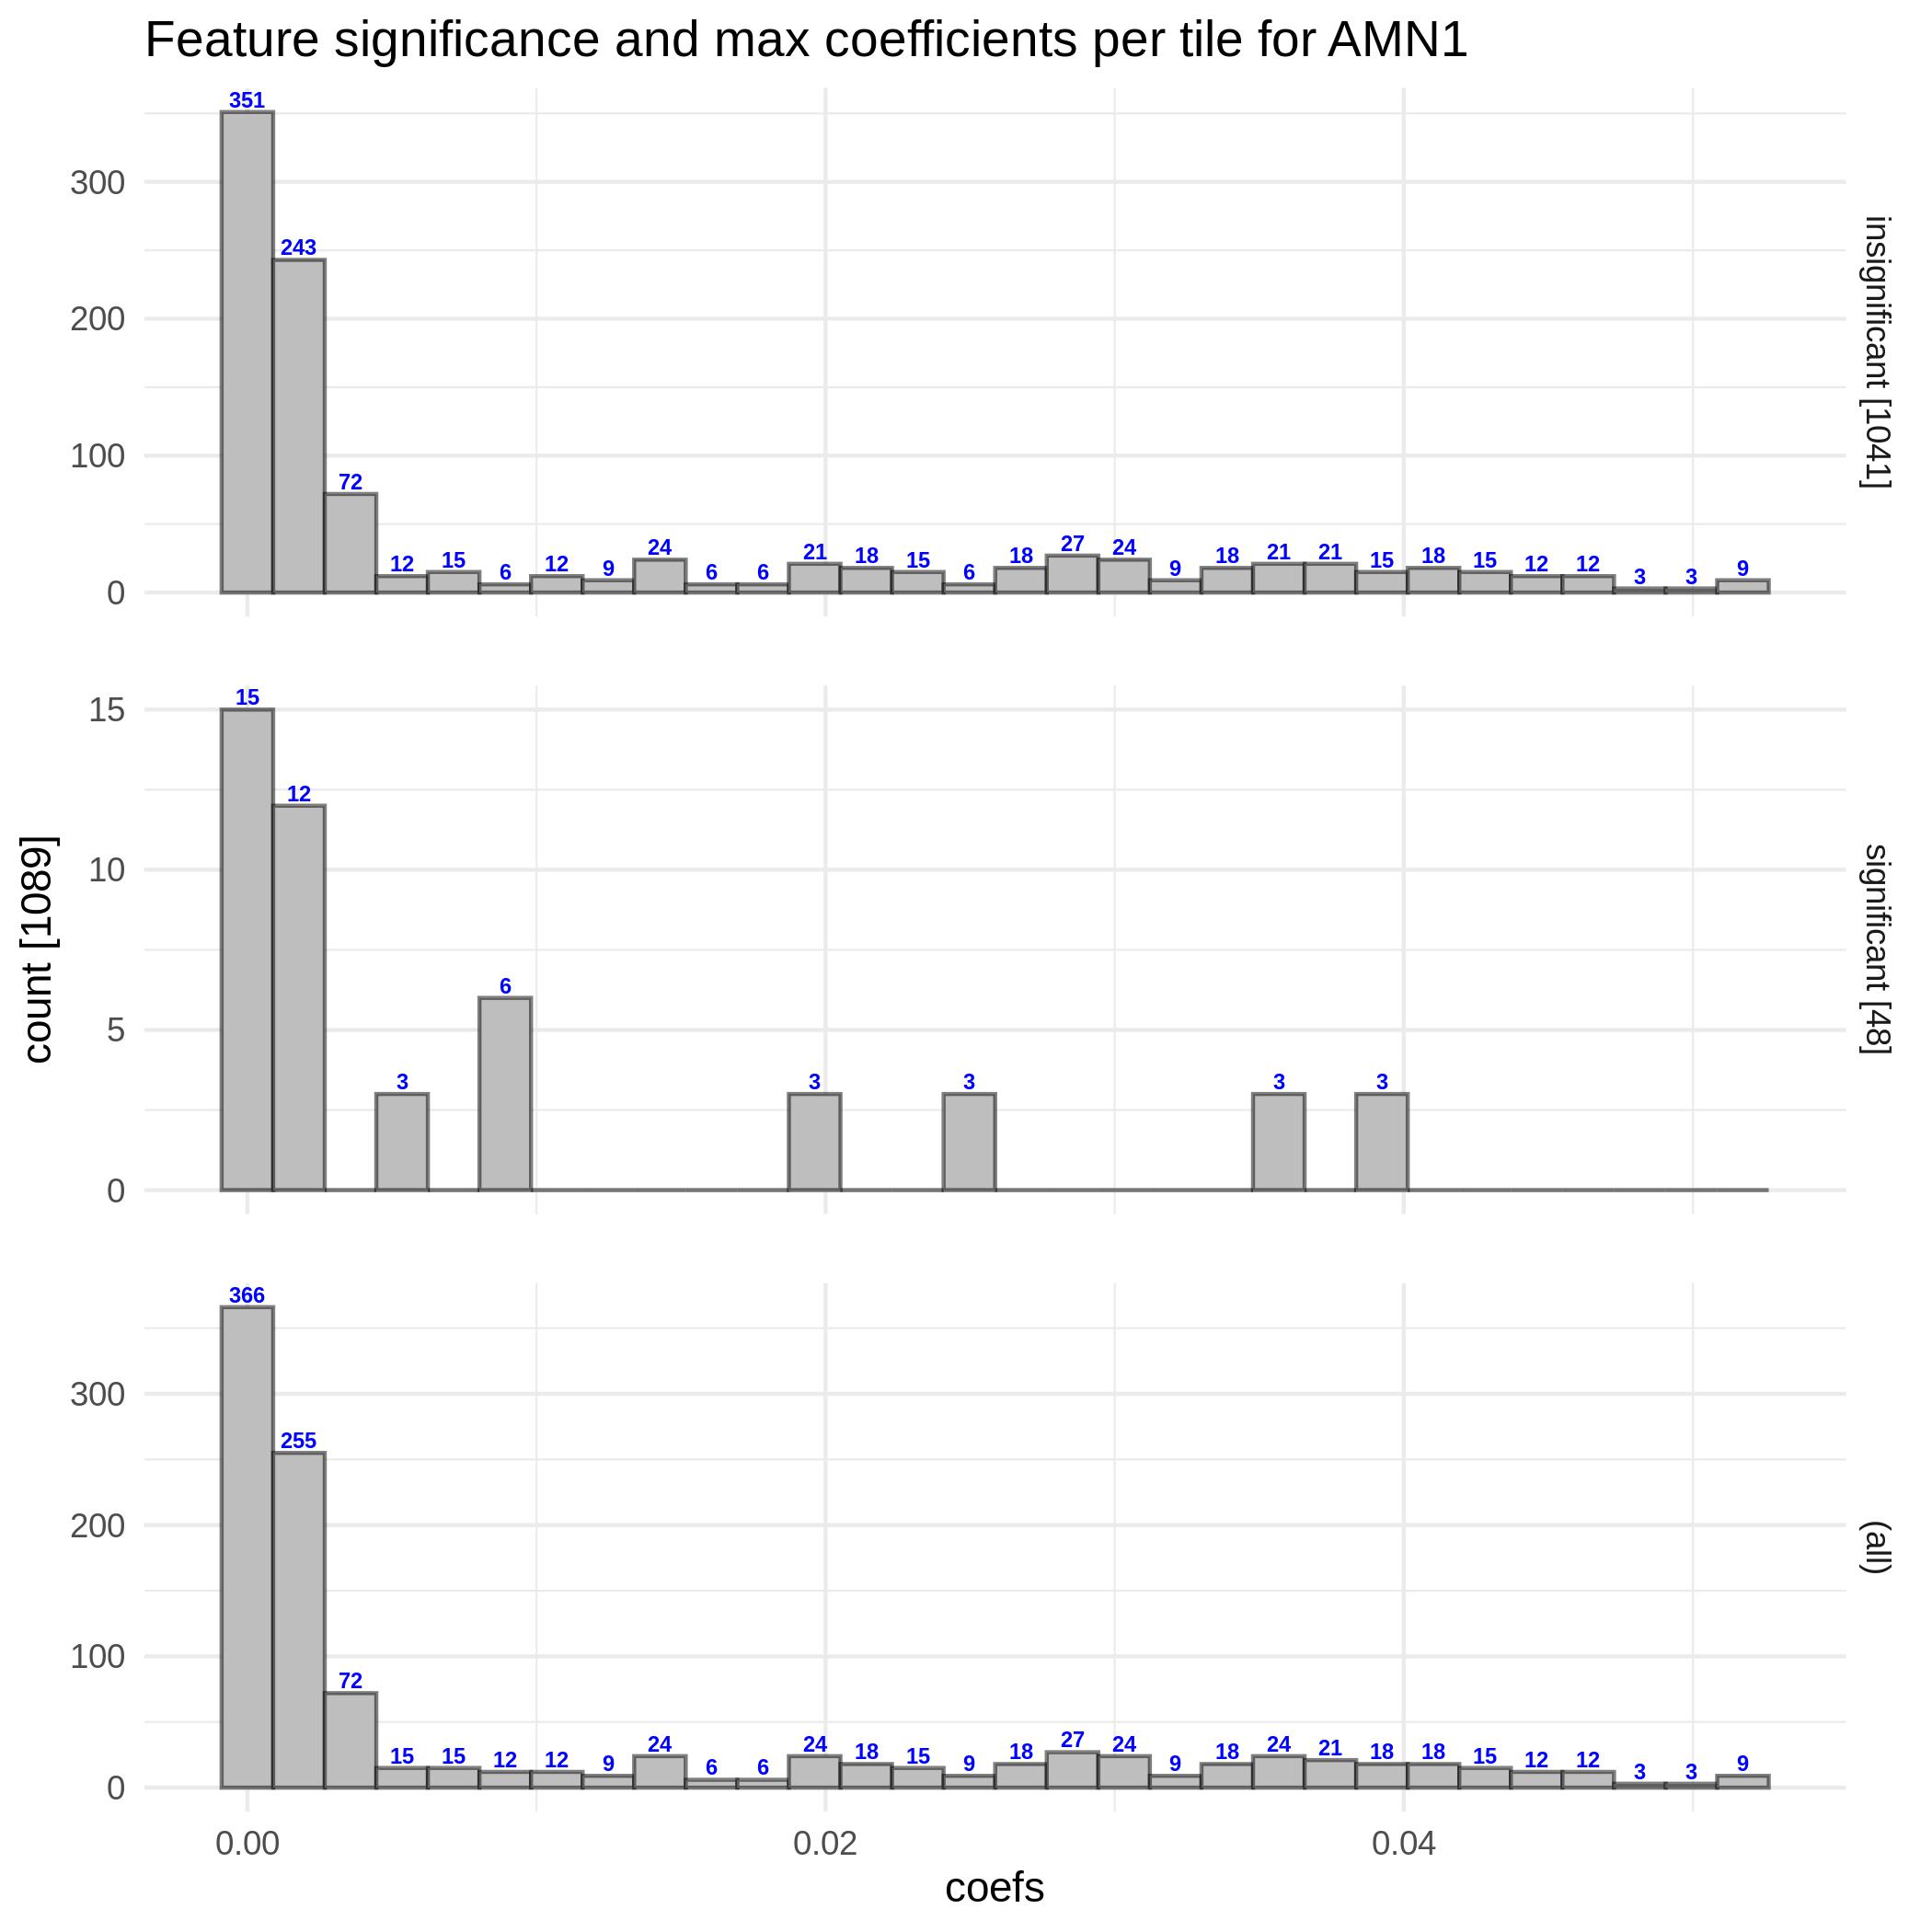 Feature significance and max coefficients per tile for AMN1
351
243
72
12 15 6 12 9 24 6 6 21 18 15 6 18 27 24 9 18 21 21 15 18 15 12 12 3 3 9
300
200
100
0
insignificant [1041]
15
12
3
6
3
3
3
3
15
10
5
0
significant [48]
count [1089]
366
255
72
15 15 12 12 9 24 6 6 24 18 15 9 18 27 24 9 18 24 21 18 18 15 12 12 3 3 9
300
200
100
0
(all)
0.00 0.02 0.04
coefs